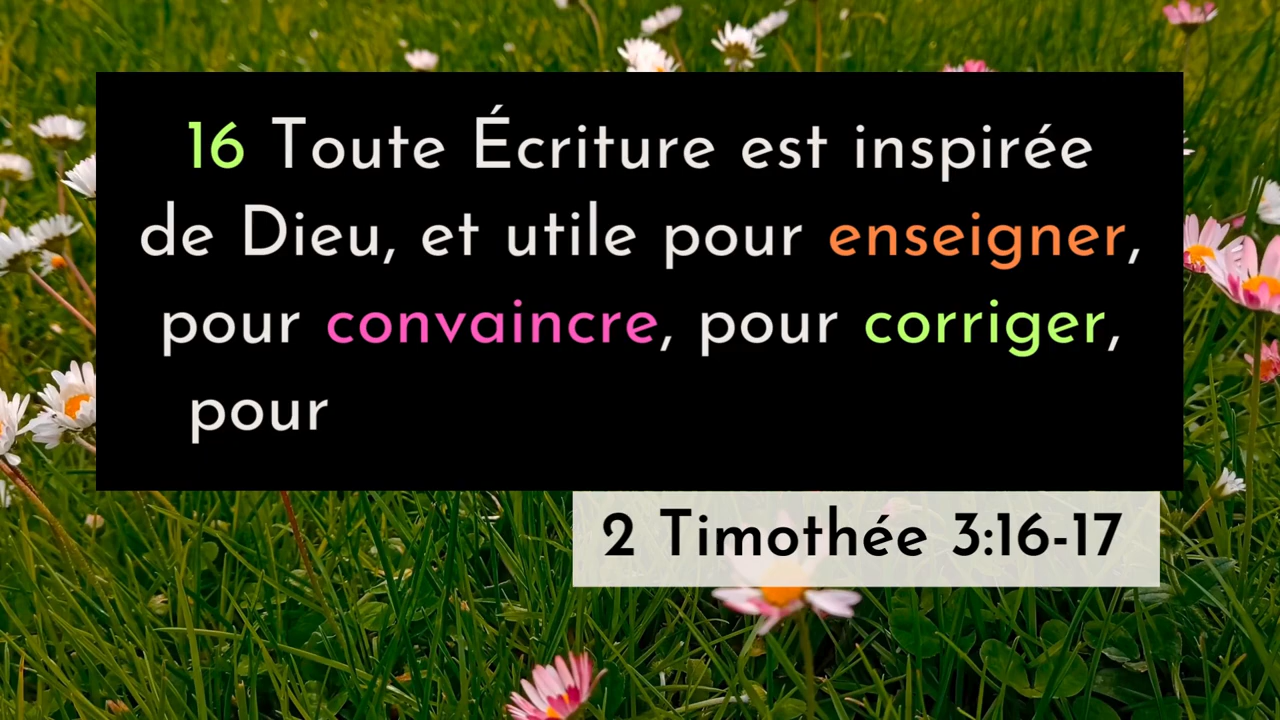 16 Toute Écriture est inspirée
de Dieu, et utile pour enseigner,
pour convaincre, pour corriger,
pour
2 Timothée 3:16-17